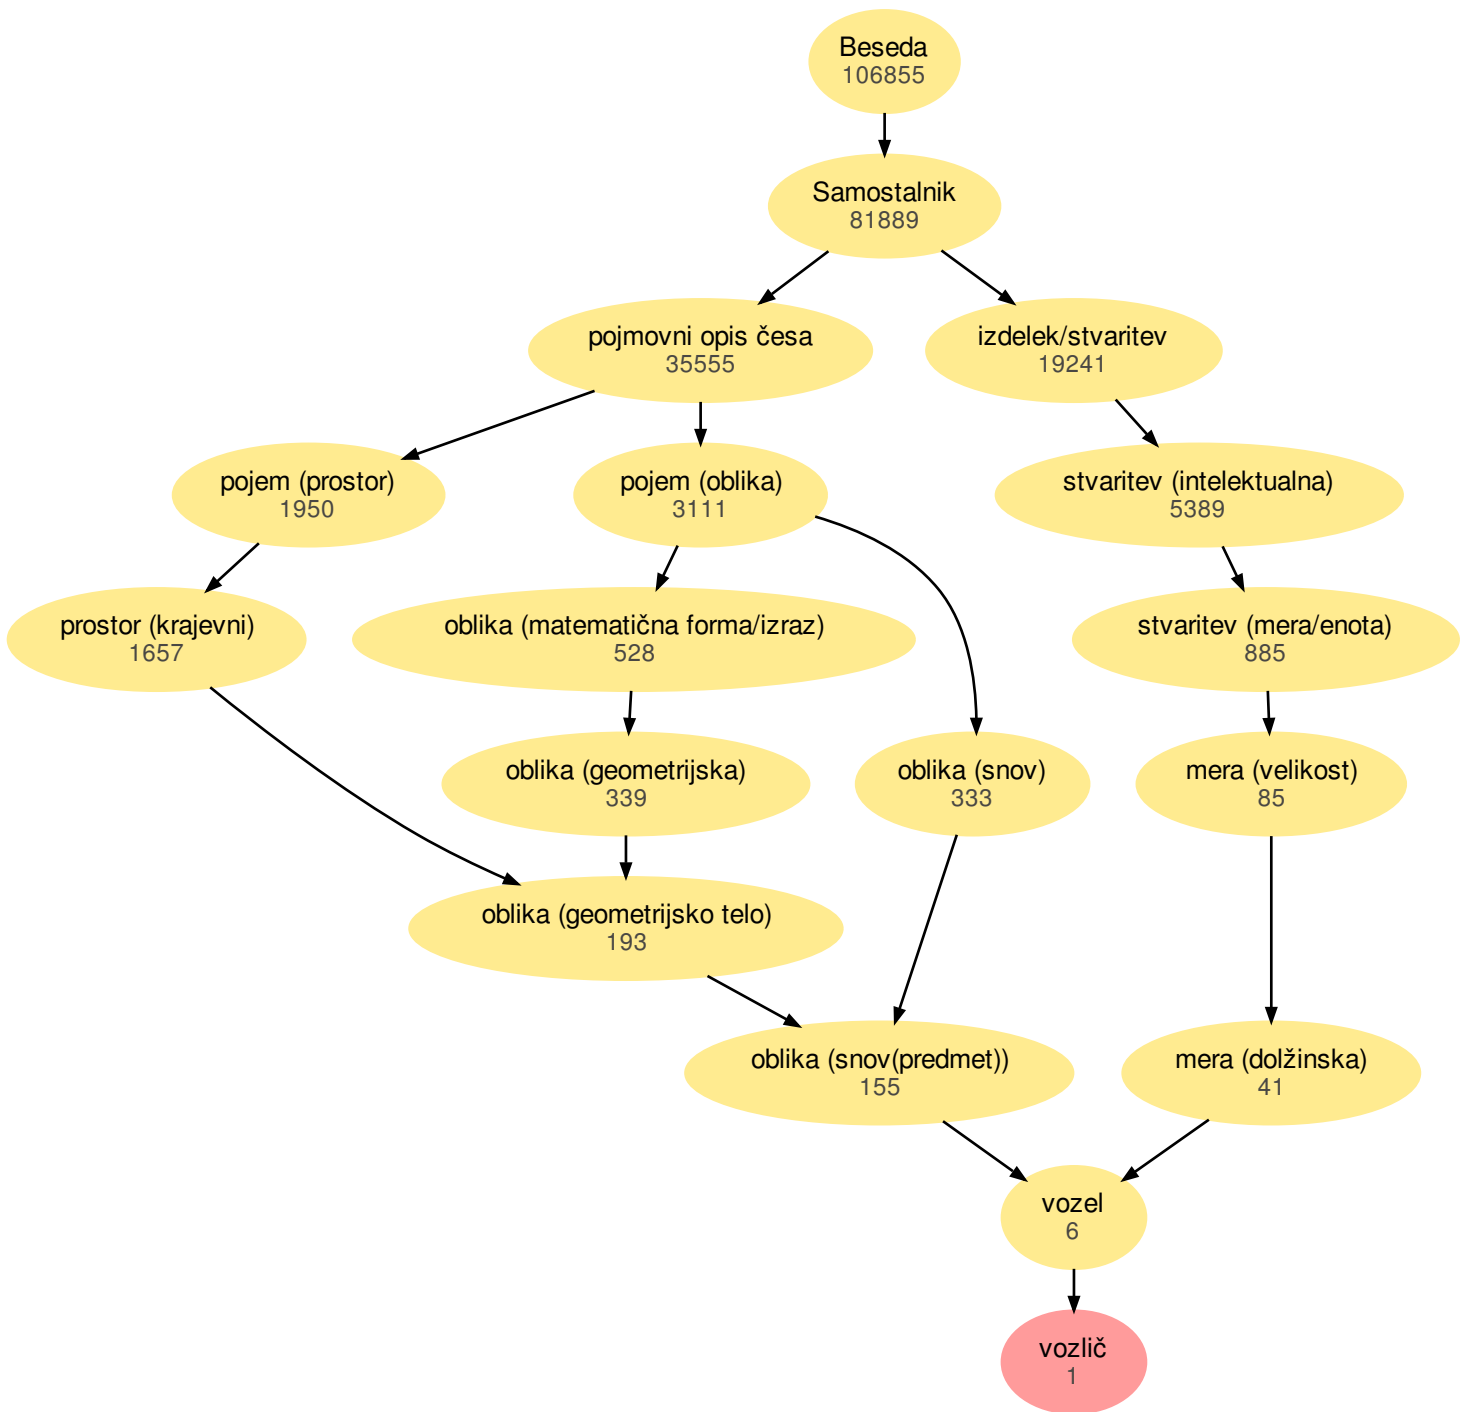 Beseda
106855
Samostalnik
81889
pojmovni opis česa
35555
izdelek/stvaritev
19241
pojem (prostor)
1950
pojem (oblika)
3111
stvaritev (intelektualna)
5389
prostor (krajevni)
1657
oblika (matematična forma/izraz)
528
stvaritev (mera/enota)
885
oblika (geometrijska)
339
oblika (snov)
333
mera (velikost)
85
oblika (geometrijsko telo)
193
oblika (snov(predmet))
155
mera (dolžinska)
41
vozel
6
vozlič
1